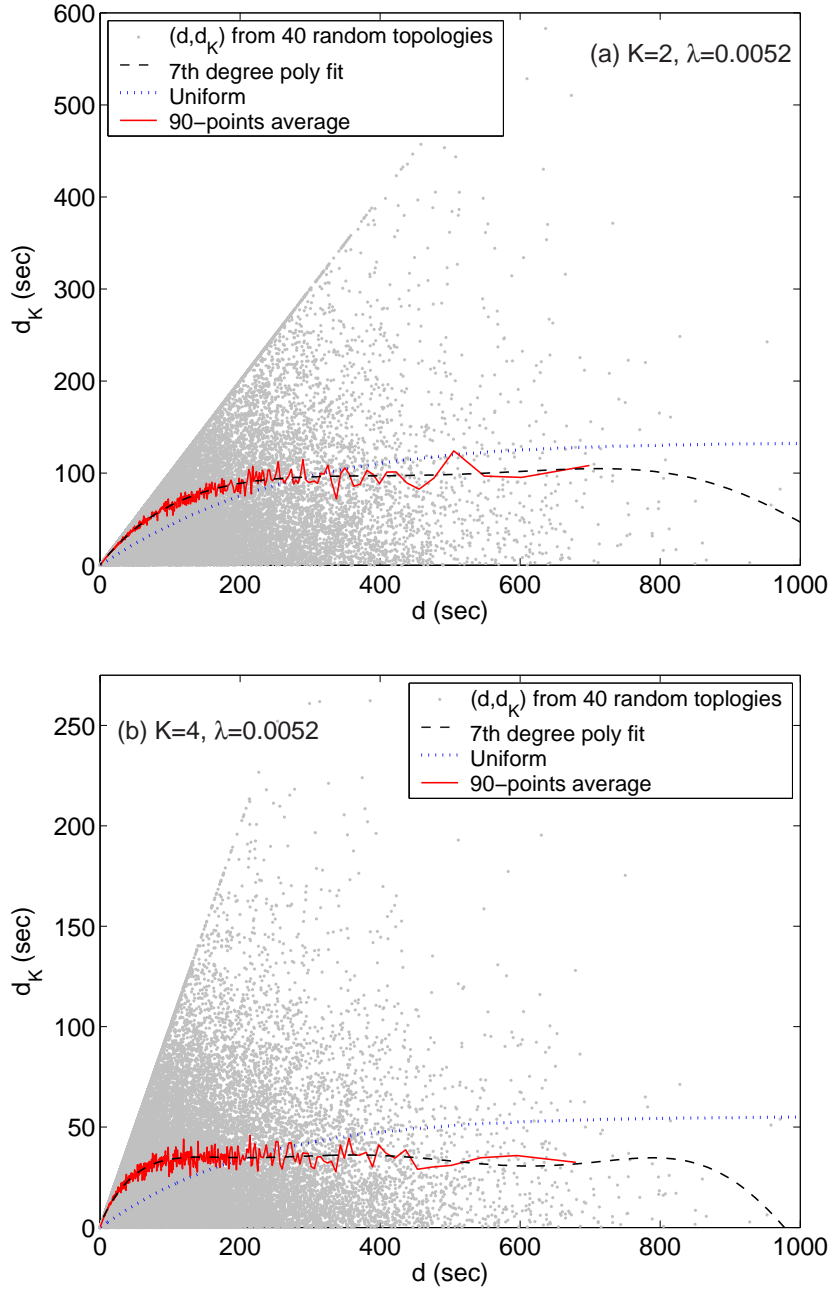 600
500
400
300
200
100
0
d_K (sec)
(d,d_K) from 40 random topologies
7th degree poly fit
Uniform
90−points average
(a) K=2, λ=0.0052
0 200 400 600 800 1000
d (sec)
250
200
150
100
50
0
d_K (sec)
(b) K=4, λ=0.0052
(d,d_K) from 40 random toplogies
7th degree poly fit
Uniform
90−points average
0 200 400 600 800 1000
d (sec)